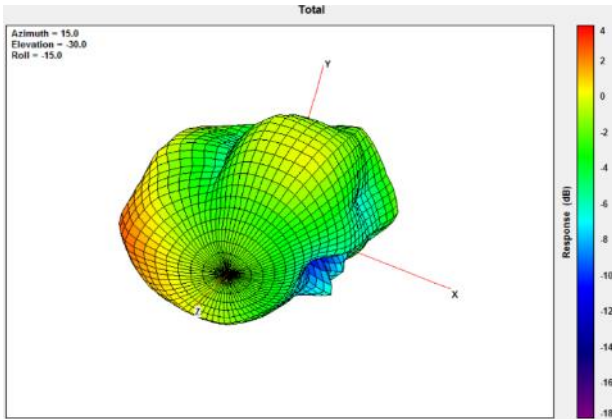 Total
Azimuth = 15.0
Elevation = -30.0
Roll = -15.0
Y
X
Response (dB)
4
2
0
-2
-4
-6
-8
-10
-12
-14
-16
-18